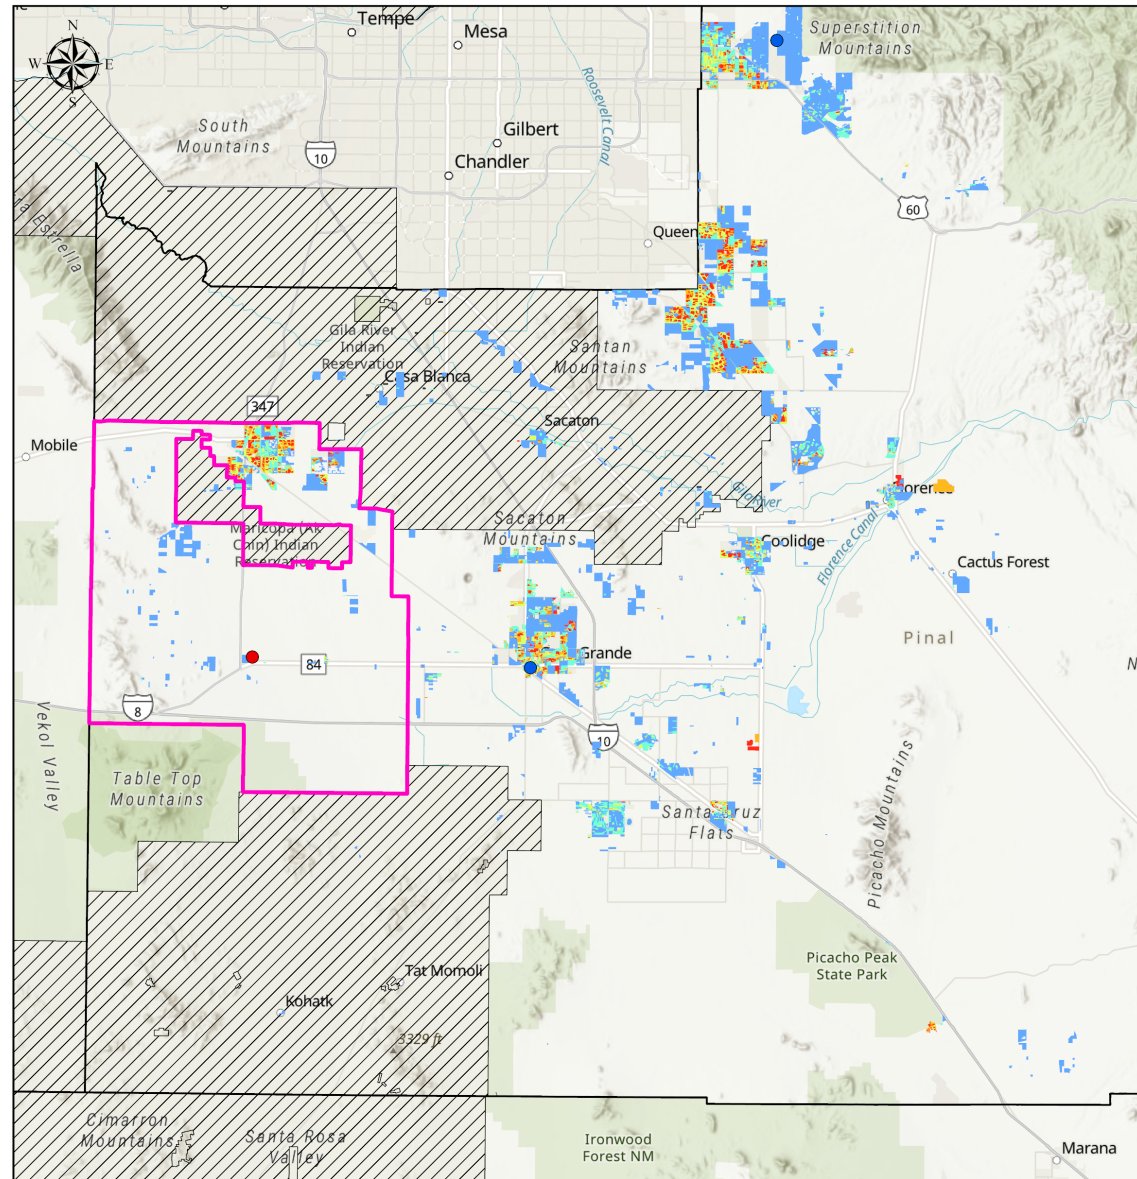 Tempe
Mesa
Superstition
Mountains
N
W
E
S
Roosevelt Canal
South
Mountains
10
Gilbert
Chandler
60
Queen
Estrella
Gila River
Indian
Reservation
Santan
Mountains
Casa Blanca
347
Sacaton
Mobile
Gila River
Florence
Sacaton
Mountains
Maricopa (Ak
Chin) Indian
Reservation
Coolidge
Florence Canal
Cactus Forest
Pinal
Grande
84
N
8
10
Vekol Valley
Table Top
Mountains
Santa Cruz
Flats
Picacho Mountains
Picacho Peak
State Park
Tat Momoli
Kohatk
3329 ft
Cimarron
Mountains
Santa Rosa
Valley
Ironwood
Forest NM
Marana